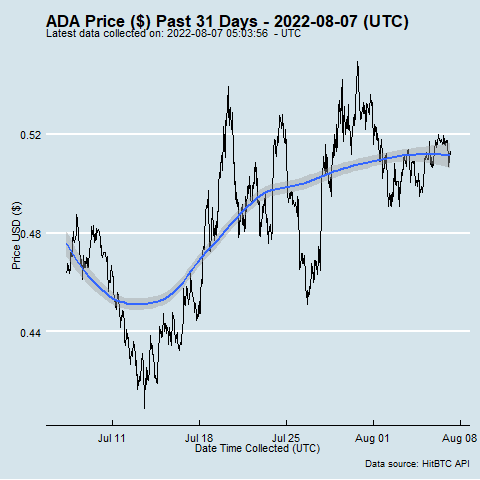 ADA Price ($) Past 31 Days - 2022-08-07 (UTC)
Latest data collected on: 2022-08-07 05:03:56  - UTC
Price USD ($)
0.52
0.48
0.44
Jul 11
Jul 18
Jul 25
Aug 01
Aug 08
Date Time Collected (UTC)
Data source: HitBTC API